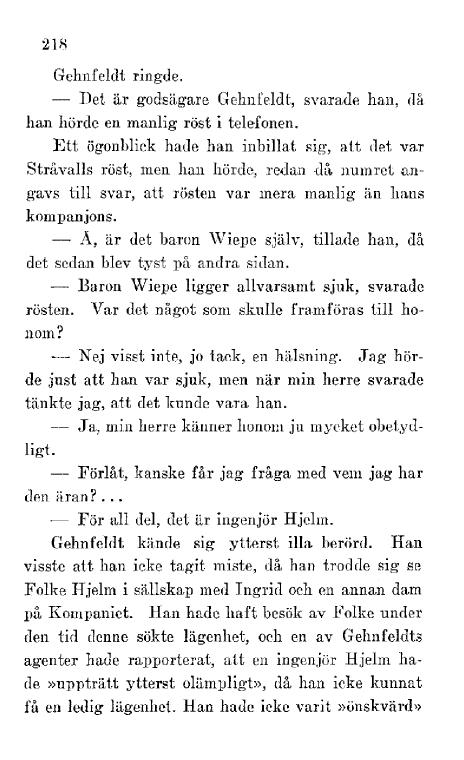 218
Gehnfeldt ringde.
— Det är godsägare Gehnfeldt, svarade han, då
han hörde en manlig röst i telefonen.
Ett ögonblick hade han inbillat sig, att det var
Stråvalls röst, men han hörde, redan då numret an-
gavs till svar, att rösten var mera manlig än hans
kompanjons.
— Å, är det baron Wiepe själv, tillade han, då
det sedan blev tyst på andra sidan.
— Baron Wiepe ligger allvarsamt sjuk, svarade
rösten. Var det något som skulle framföras till ho-
nom?
— Nej visst inte, jo tack, en hälsning. Jag hör-
de just att han var sjuk, men när min herre svarade
tänkte jag, att det kunde vara han.
— Ja, min herre känner honom ju mycket obetyd-
ligt.
— Förlåt, kanske får jag fråga med vem jag har
den äran? ...
— För all del, det är ingenjör Hjelm.
Gehnfeldt kände sig ytterst illa berörd. Han
visste att han icke tagit miste, då han trodde sig se
Folke Hjelm i sällskap med Ingrid och en annan dam
på Kompaniet. Han hade haft besök av Folke under
den tid denne sökte lägenhet, och en av Gehnfeldts
agenter hade rapporterat, att en ingenjör Hjelm ha-
de »uppträtt ytterst olämpligt», då han icke kunnat
få en ledig lägenhet. Han hade icke varit »önskvärd»